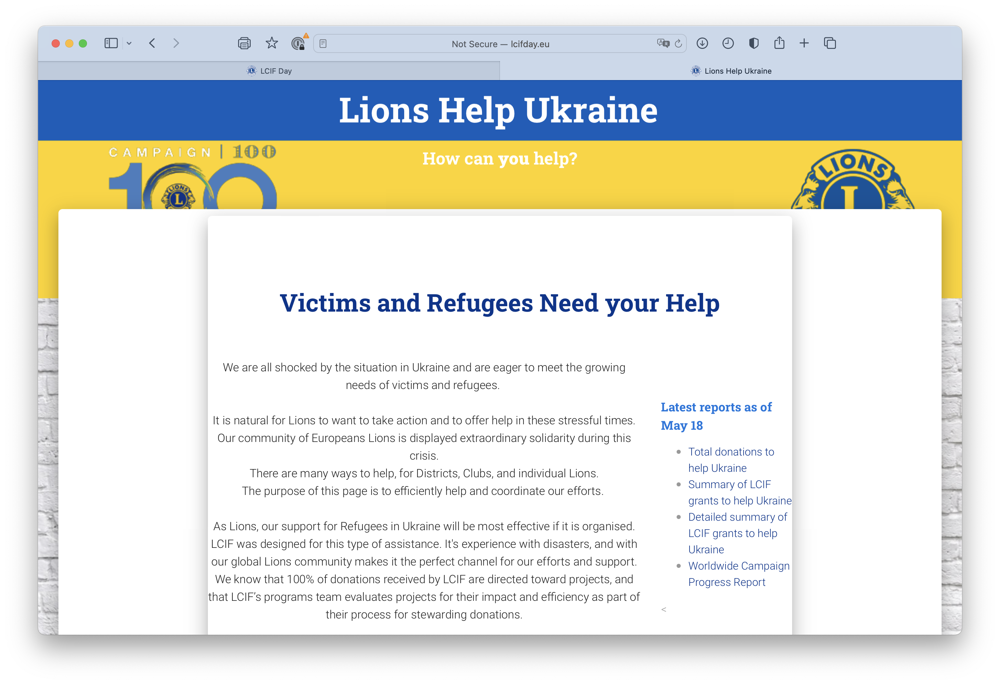 Not Secure — lcifday.eu
LCIF Day
Lions Help Ukraine
Lions Help Ukraine
CAMPAIGN | 100
How can you help?
100
LIONS
L
LIONS
L
Victims and Refugees Need your Help
We are all shocked by the situation in Ukraine and are eager to meet the growing
needs of victims and refugees.
It is natural for Lions to want to take action and to offer help in these stressful times.
Our community of Europeans Lions is displayed extraordinary solidarity during this
crisis.
There are many ways to help, for Districts, Clubs, and individual Lions.
The purpose of this page is to efficiently help and coordinate our efforts.
As Lions, our support for Refugees in Ukraine will be most effective if it is organised.
LCIF was designed for this type of assistance. It's experience with disasters, and with
our global Lions community makes it the perfect channel for our efforts and support.
We know that 100% of donations received by LCIF are directed toward projects, and
that LCIF’s programs team evaluates projects for their impact and efficiency as part of
their process for stewarding donations.
Latest reports as of
May 18
Total donations to
help Ukraine
Summary of LCIF
grants to help Ukraine
Detailed summary of
LCIF grants to help
Ukraine
Worldwide Campaign
Progress Report
<